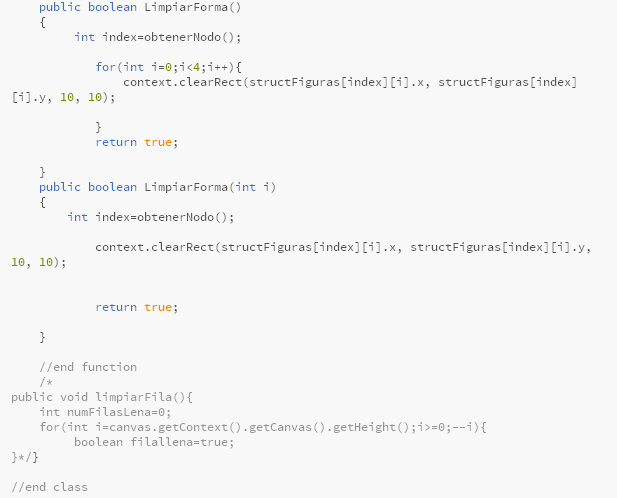 public boolean LimpiarForma()
{
int index=obtenerNodo();
for(int i=0;i<4;i++){
context.clearRect(structFiguras[index][i].x, structFiguras[index]
[i].y, 10, 10);
}
return true;
}
public boolean LimpiarForma(int i)
{
int index=obtenerNodo();
context.clearRect(structFiguras[index][i].x, structFiguras[index][i].y,
10, 10);
return true;
}
//end function
/*
public void limpiarFila(){
int numFilasLena=0;
for(int i=canvas.getContext().getCanvas().getHeight();i>=0;--i){
boolean filallena=true;
}*/}
//end class